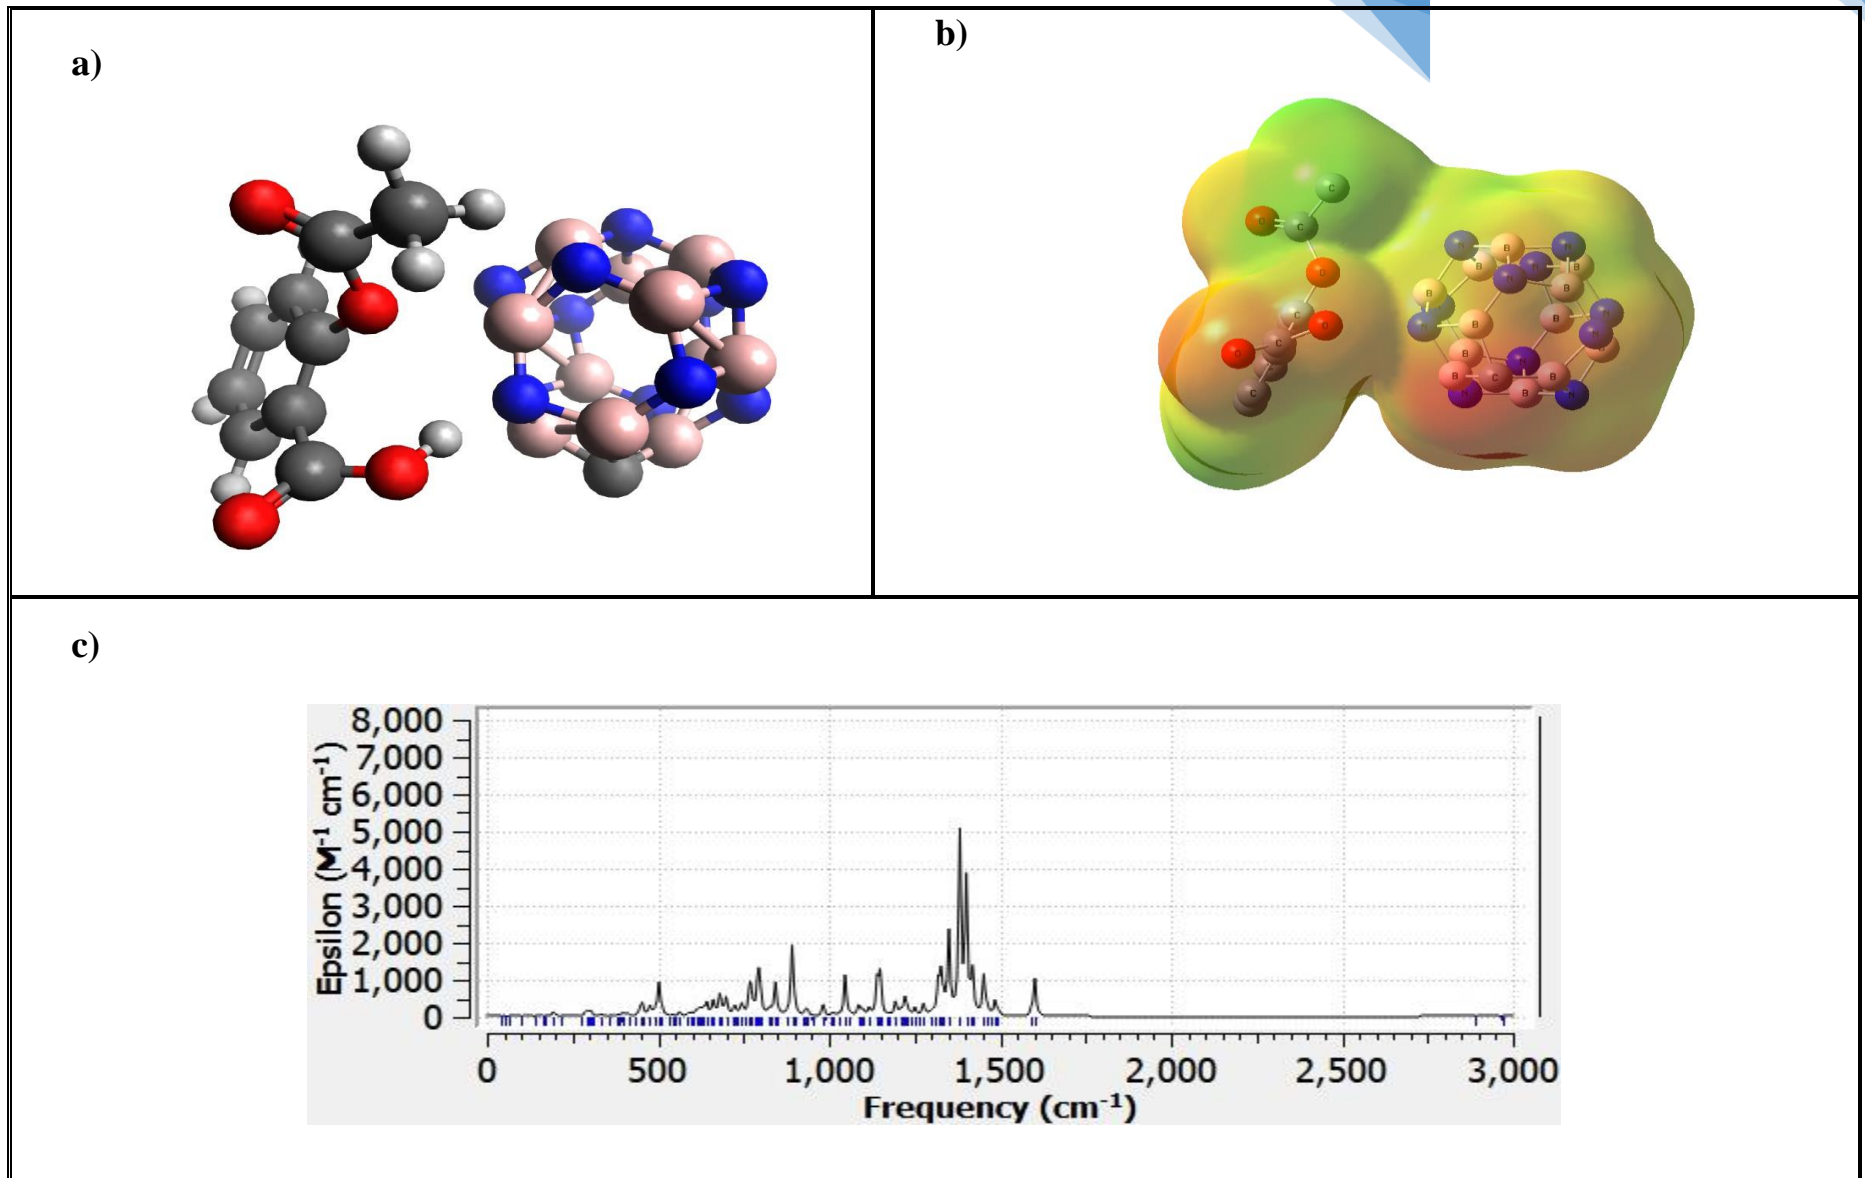 a)
b)
c)
8,000
7,000
6,000
5,000
4,000
3,000
2,000
1,000
0
Epsilon (M⁻¹ cm⁻¹)
0 500 1,000 1,500 2,000 2,500 3,000
Frequency (cm⁻¹)